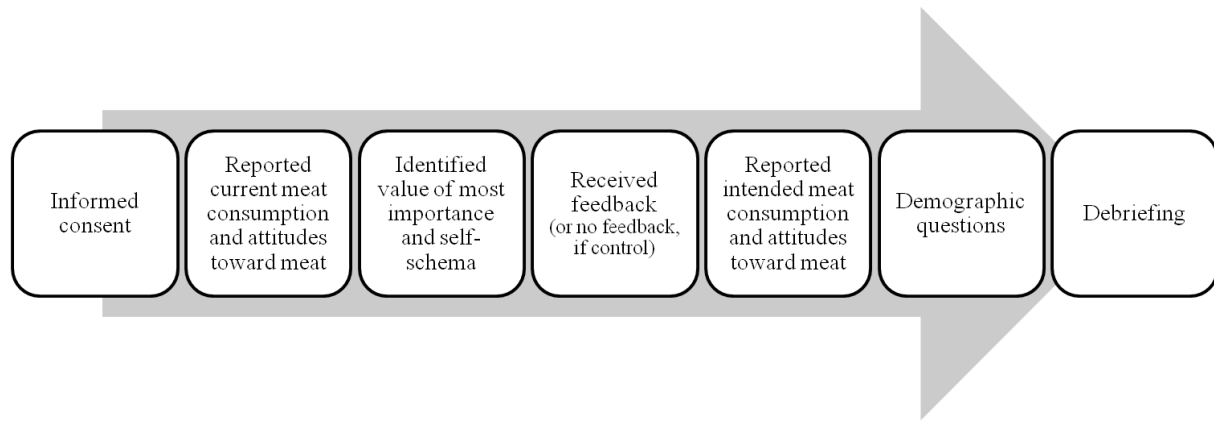 Informed
consent
Reported
current meat
consumption
and attitudes
toward meat
Identified
value of most
importance
and self-
schema
Received
feedback
(or no feedback,
if control)
Reported
intended meat
consumption
and attitudes
toward meat
Demographic
questions
Debriefing